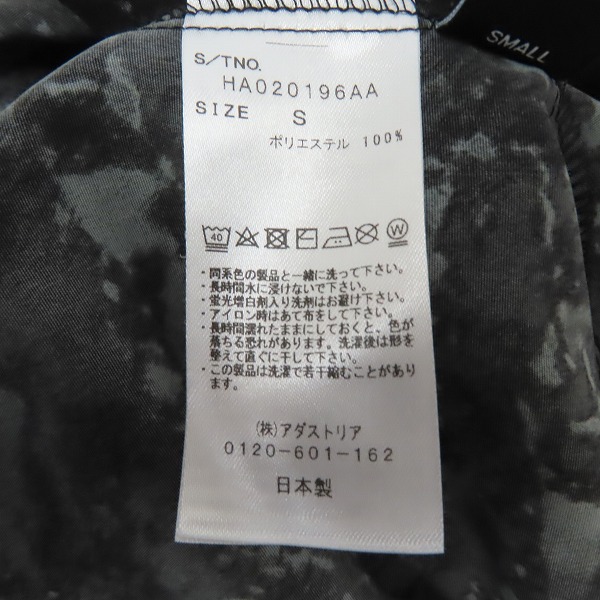 SMALL
S/TNO.
HA020196AA
SIZE S
ポリエステル 100%
40 W
・同系色の製品と一緒に洗って下さい。
・長時間水に浸けないで下さい。
・蛍光増白剤入り洗剤はお避け下さい。
・アイロン時はあて布をして下さい。
・長時間濡れたままにしておくと、色が
落ちる恐れがあります。洗濯後は形を
整えて直ぐに干して下さい。
・この製品は洗濯で若干縮むことがあり
ます。
(株)アダストリア
0120-601-162
日本製